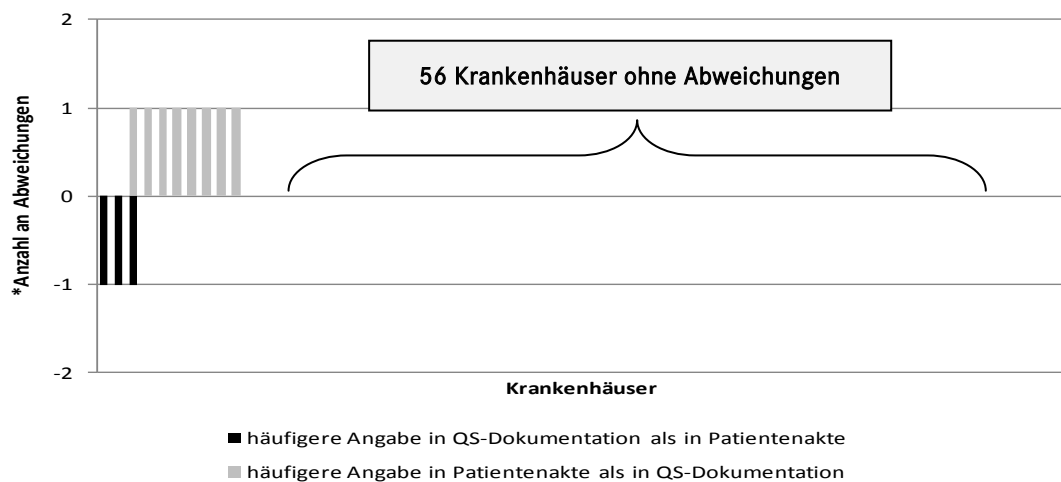 2
56 Krankenhäuser ohne Abweichungen
1
*Anzahl an Abweichungen
0
-1
-2
Krankenhäuser
häufigere Angabe in QS-Dokumentation als in Patientenakte
häufigere Angabe in Patientenakte als in QS-Dokumentation